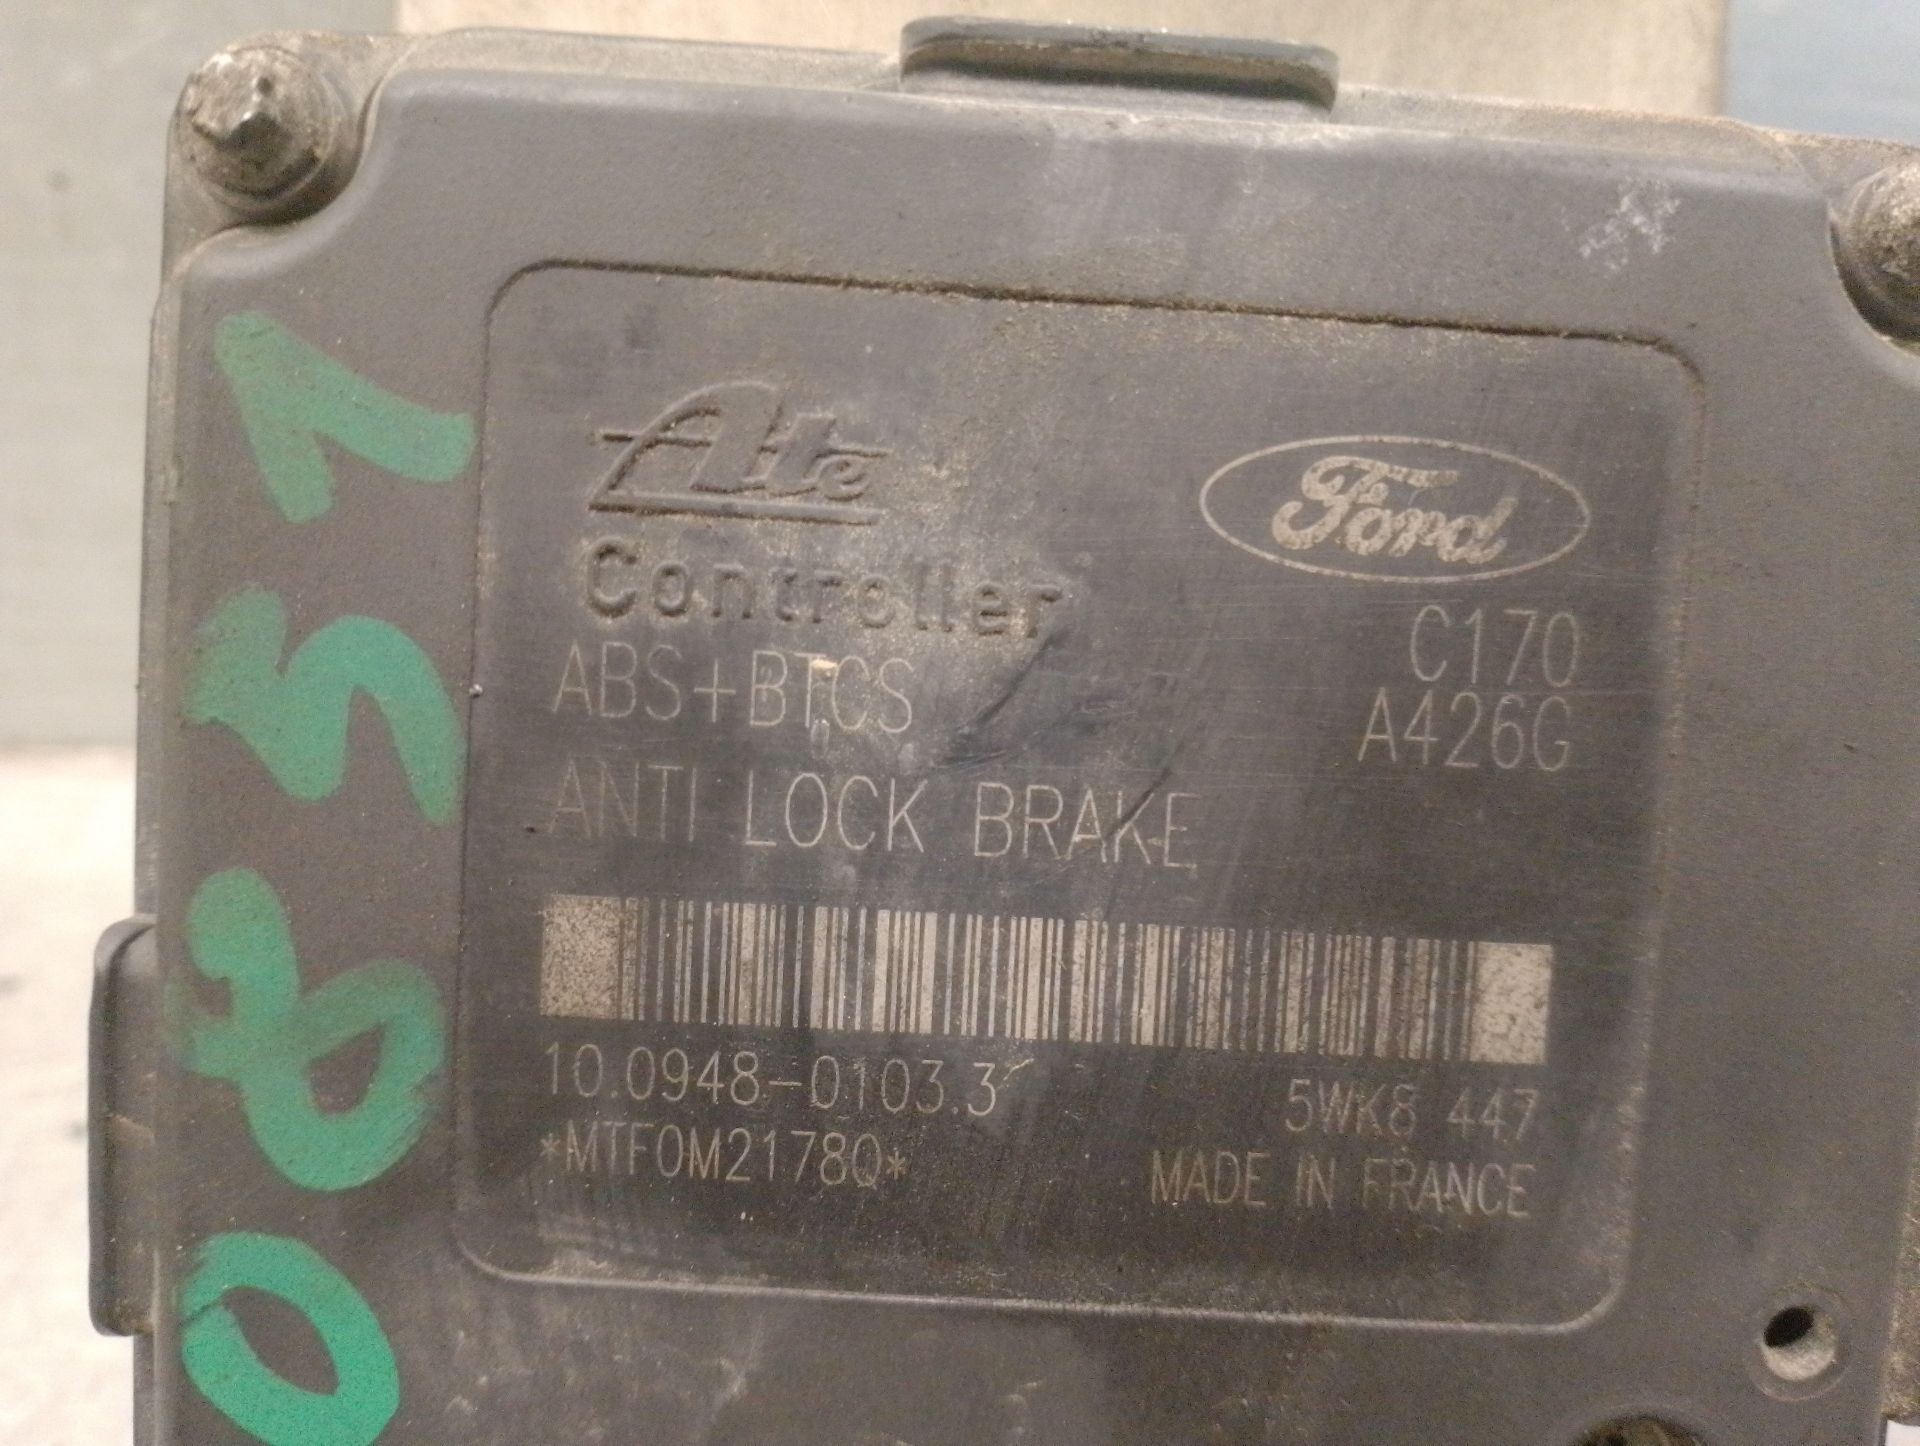 Ate
Controller
Ford
C170
ABS+BTCS
A426G
ANTI LOCK BRAKE
10.0948-0103.3
5WK8 447
*MTF0M2178Q*
MADE IN FRANCE